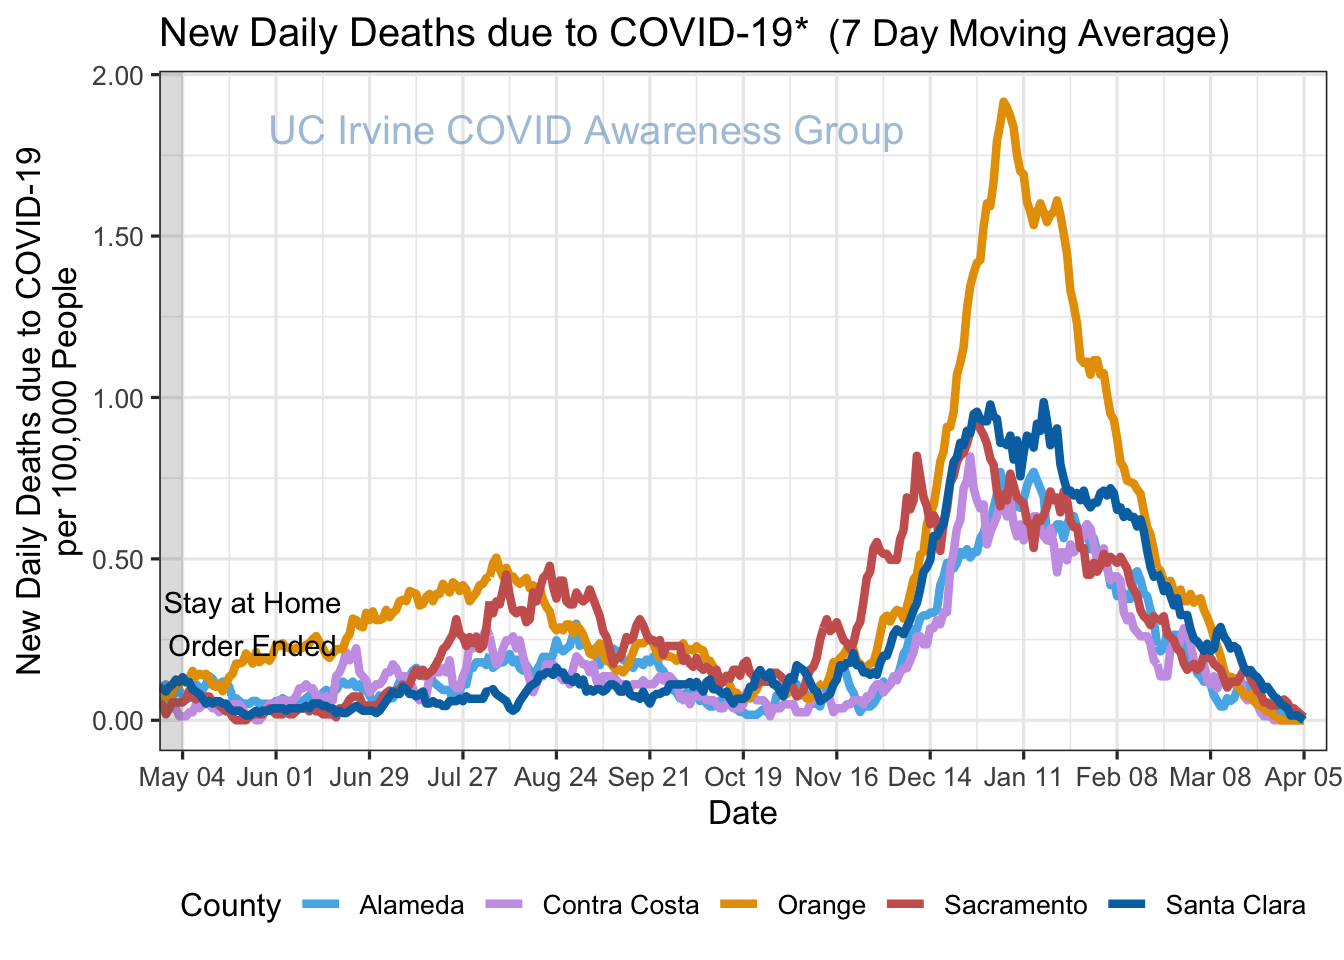 New Daily Deaths due to COVID-19* (7 Day Moving Average)
UC Irvine COVID Awareness Group
New Daily Deaths due to COVID-19
per 100,000 People
2.00
1.50
1.00
0.50
0.00
Stay at Home
Order Ended
May 04 Jun 01 Jun 29 Jul 27 Aug 24 Sep 21 Oct 19 Nov 16 Dec 14 Jan 11 Feb 08 Mar 08 Apr 05
Date
County Alameda Contra Costa Orange Sacramento Santa Clara